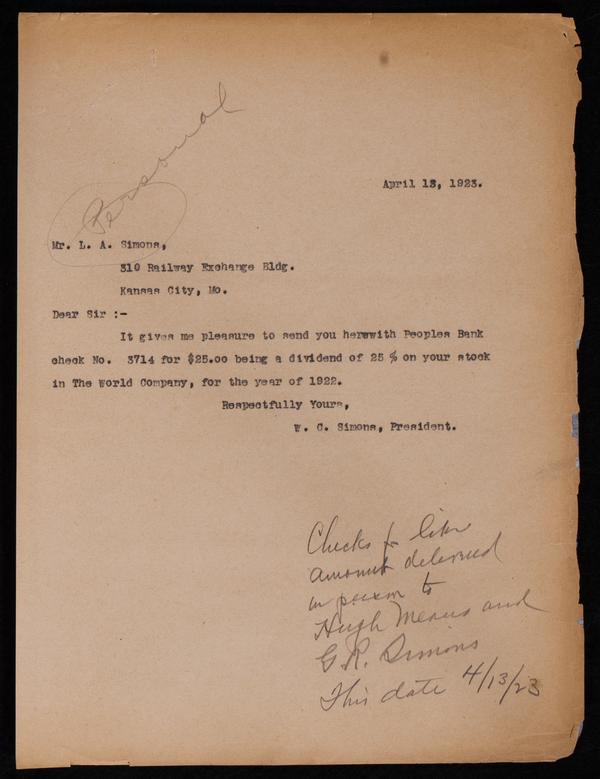 Personal
April 13, 1923.
Mr. L. A. Simons,
310 Railway Exchange Bldg.
Kansas City, Mo.
Dear Sir :-
It gives me pleasure to send you herewith Peoples Bank
check No. 3714 for $25.00 being a dividend of 25 % on your stock
in The World Company, for the year of 1922.
Respectfully Yours,
W. C. Simons, President.
Checks for like
amount delivered
in person to
Hugh Means and
G.R. Simons
This date 4/13/23